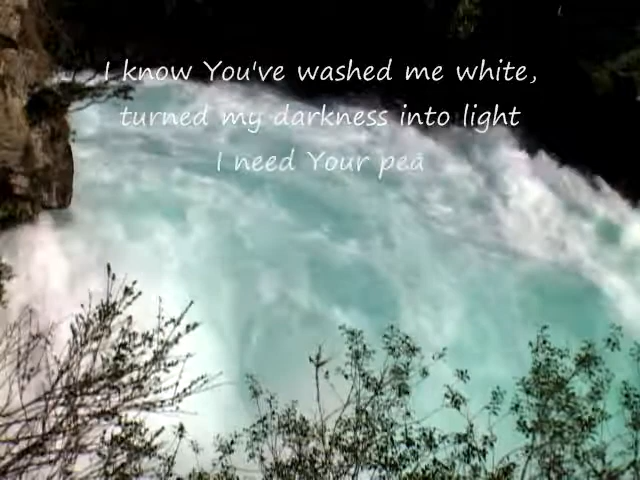 I know You've washed me white,
turned my darkness into light
I need Your pea